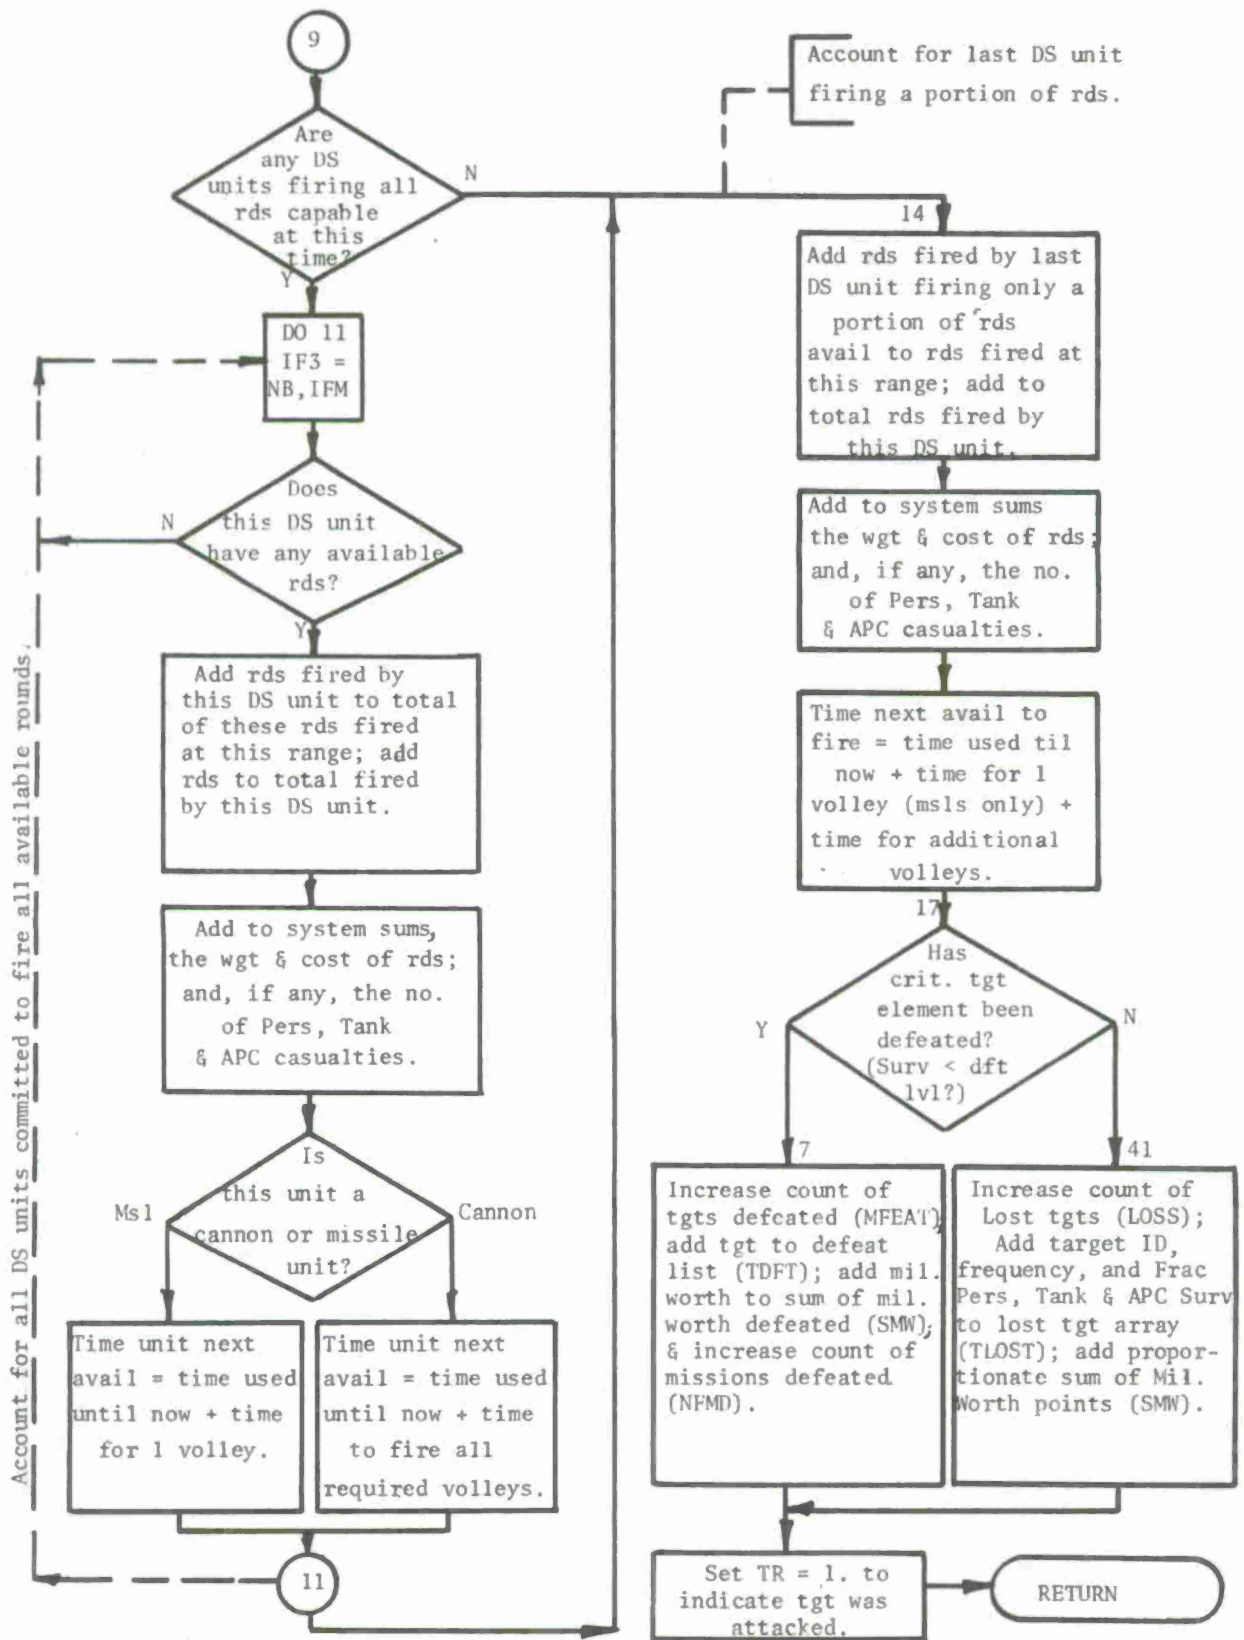 9
Account for last DS unit
firing a portion of rds.
Are
any DS
units firing all
rds capable
at this
time?
N
Y
DO 11
IF3 =
NB,IFM
Does
this DS unit
have any available
rds?
N
Y
Add rds fired by
this DS unit to total
of these rds fired
at this range; add
rds to total fired
by this DS unit.
Add to system sums,
the wgt & cost of rds;
and, if any, the no.
of Pers, Tank
& APC casualties.
Is
this unit a
cannon or missile
unit?
Msl
Cannon
Time unit next
avail = time used
until now + time
for 1 volley.
Time unit next
avail = time used
until now + time
to fire all
required volleys.
11
Account for all DS units committed to fire all available rounds.
14
Add rds fired by last
DS unit firing only a
portion of rds
avail to rds fired at
this range; add to
total rds fired by
this DS unit.
Add to system sums
the wgt & cost of rds;
and, if any, the no.
of Pers, Tank
& APC casualties.
Time next avail to
fire = time used til
now + time for 1
volley (msls only) +
time for additional
volleys.
17
Has
crit. tgt
element been
defeated?
(Surv < dft
lvl?)
Y
N
7
Increase count of
tgts defeated (MFEAT)
add tgt to defeat
list (TDFT); add mil.
worth to sum of mil.
worth defeated (SMW);
& increase count of
missions defeated
(NFMD).
41
Increase count of
Lost tgts (LOSS);
Add target ID,
frequency, and Frac
Pers, Tank & APC Surv
to lost tgt array
(TLOST); add propor-
tionate sum of Mil.
Worth points (SMW).
Set TR = 1. to
indicate tgt was
attacked.
RETURN